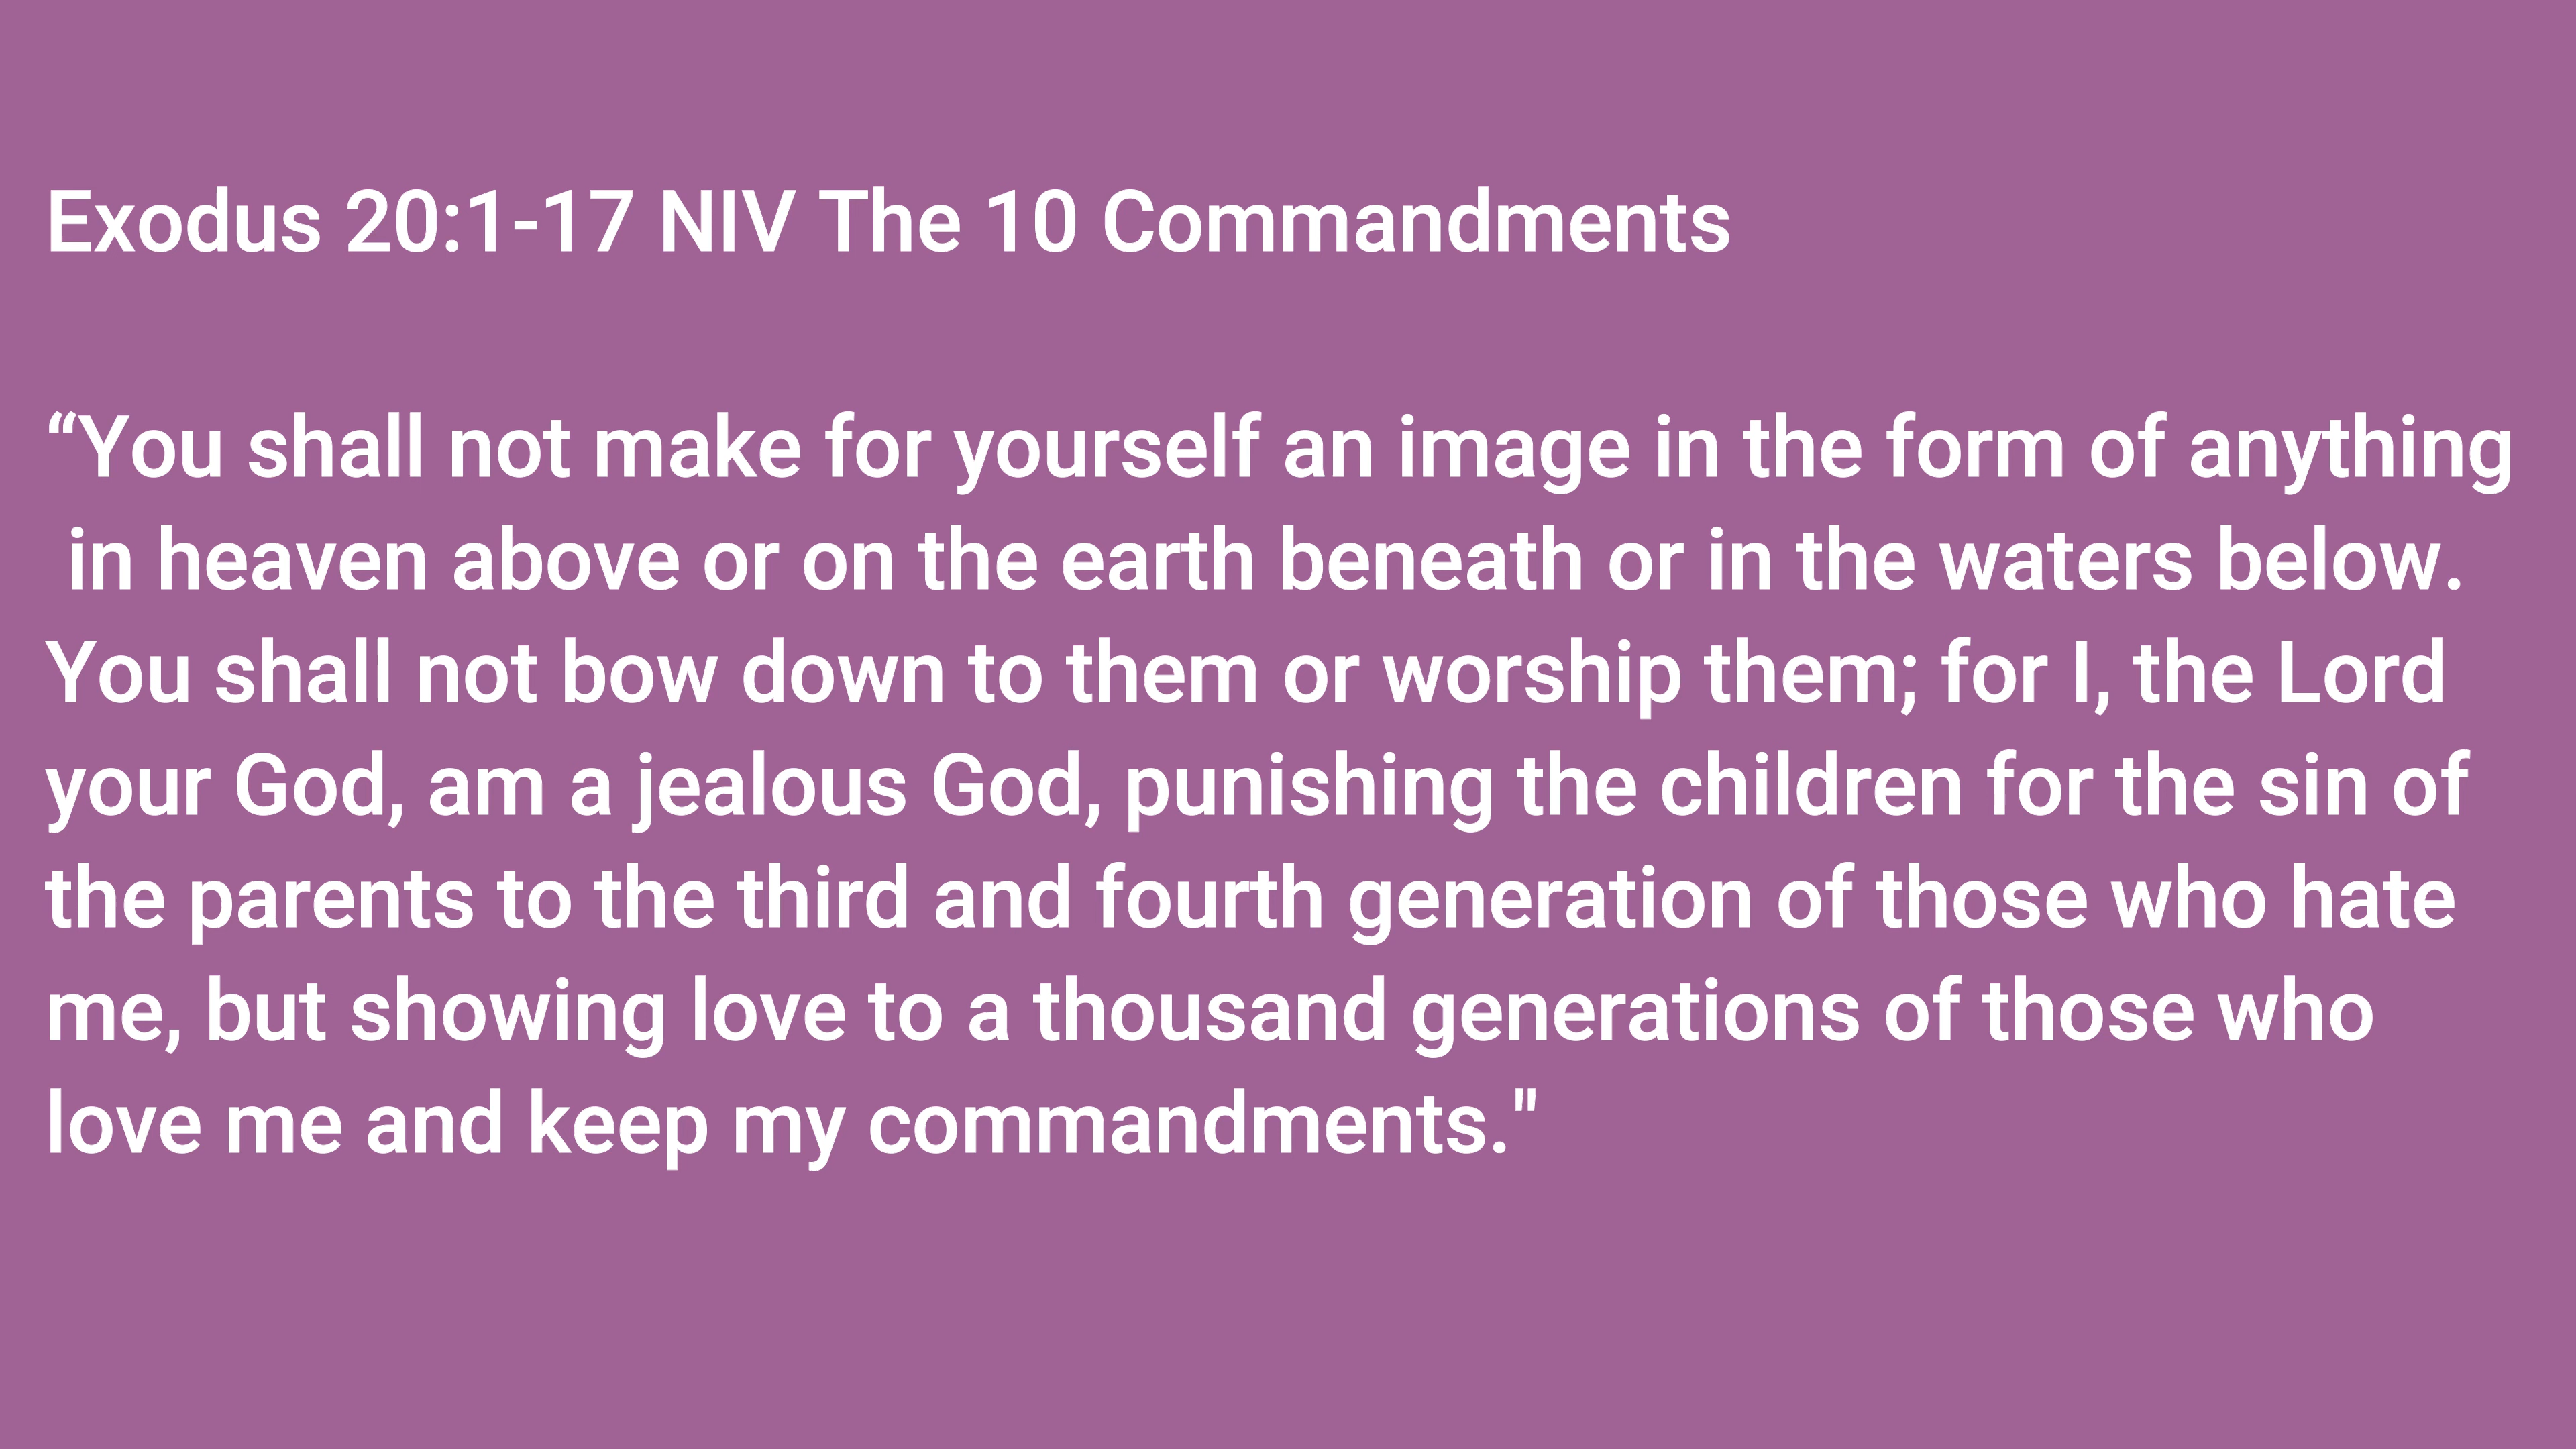 Exodus 20:1-17 NIV The 10 Commandments
“You shall not make for yourself an image in the form of anything
in heaven above or on the earth beneath or in the waters below.
You shall not bow down to them or worship them; for I, the Lord
your God, am a jealous God, punishing the children for the sin of
the parents to the third and fourth generation of those who hate
me, but showing love to a thousand generations of those who
love me and keep my commandments."